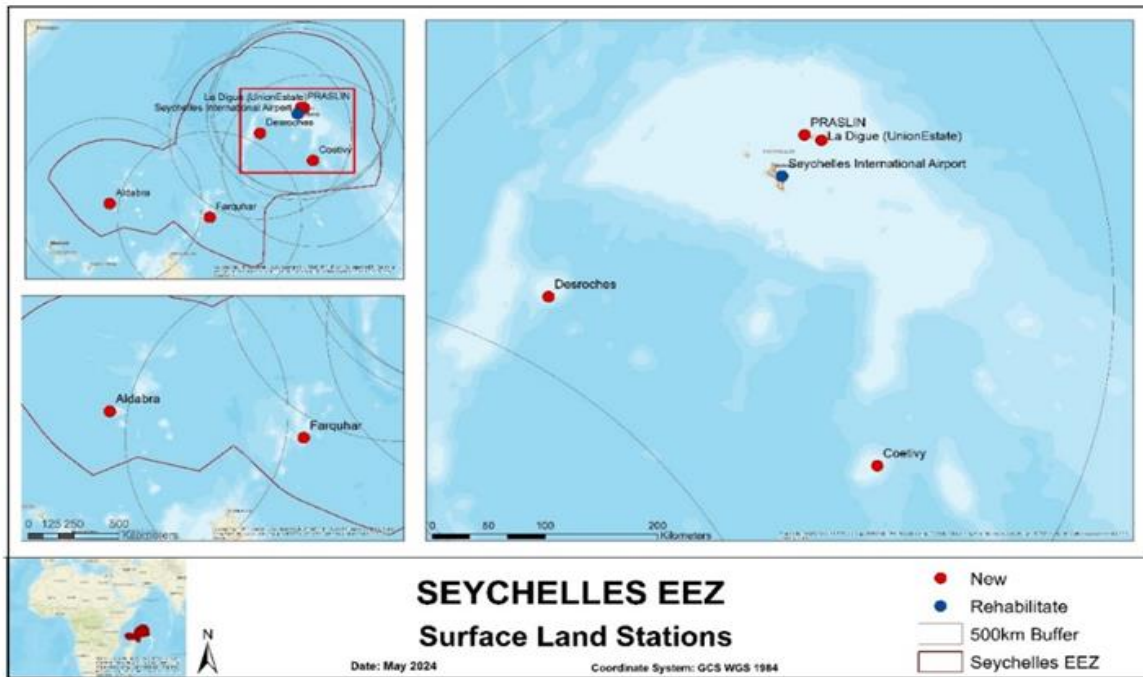 La Digue (UnionEstate) PRASLIN
Seychelles International Airport
Desroches
Coetivy
Aldabra
Farquhar
PRASLIN
La Digue (UnionEstate)
Seychelles International Airport
Desroches
Coetivy
Aldabra
Farquhar
0 125 250 500
Kilometers
0 50 100 200
Kilometers
SEYCHELLES EEZ
Surface Land Stations
N
Date: May 2024
Coordinate System: GCS WGS 1984
New
Rehabilitate
500km Buffer
Seychelles EEZ